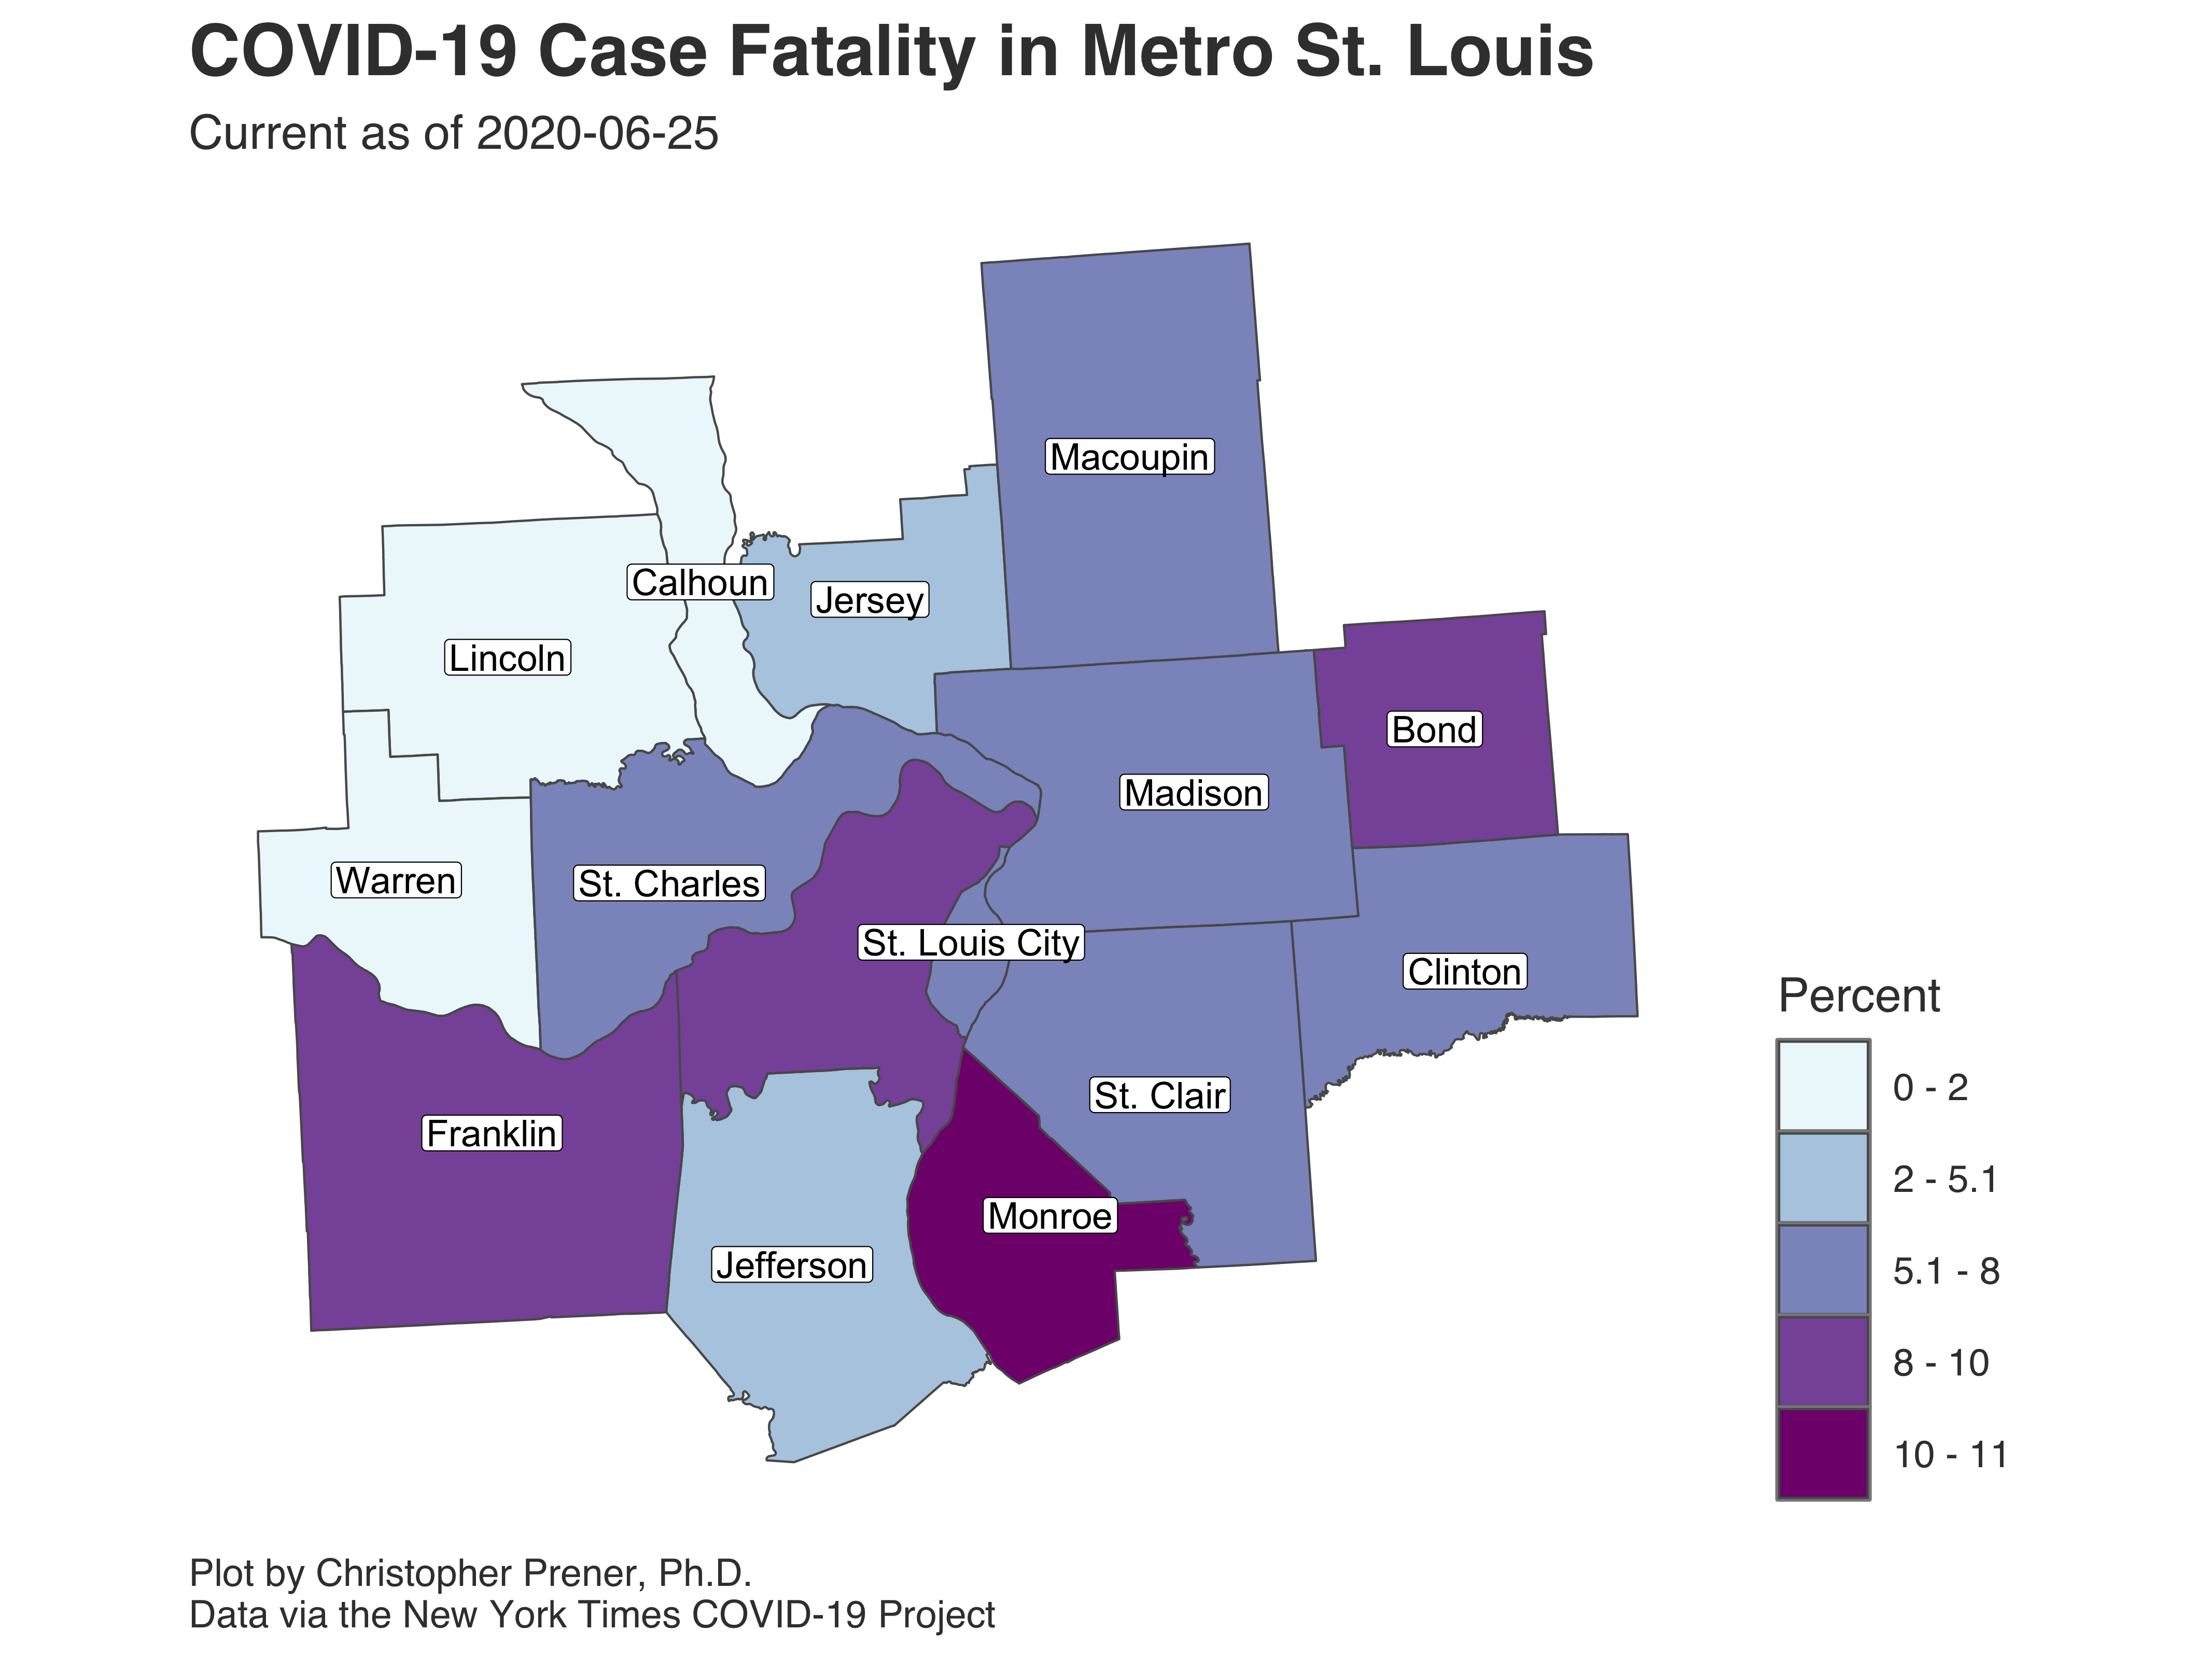 COVID-19 Case Fatality in Metro St. Louis
Current as of 2020-06-25
Macoupin
Calhoun
Jersey
Lincoln
Bond
Madison
Warren
St. Charles
St. Louis City
Clinton
St. Clair
Franklin
Monroe
Jefferson
Percent
0 - 2
2 - 5.1
5.1 - 8
8 - 10
10 - 11
Plot by Christopher Prener, Ph.D.
Data via the New York Times COVID-19 Project